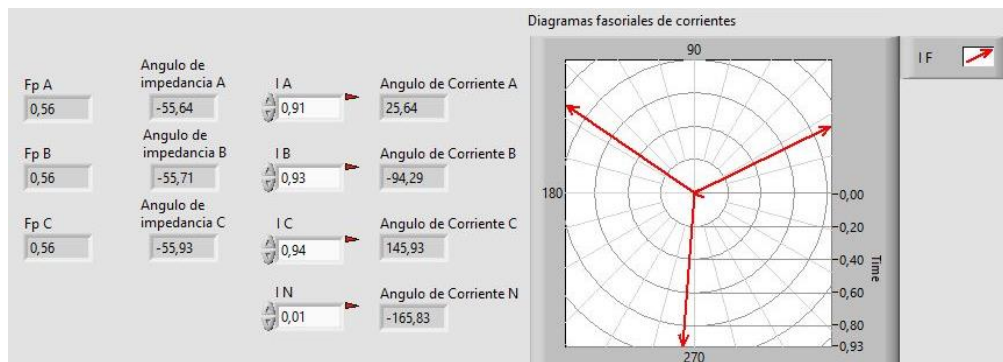 Diagramas fasoriales de corrientes
Fp A
0,56
Angulo de
impedancia A
-55,64
I A
0,91
Angulo de Corriente A
25,64
Fp B
0,56
Angulo de
impedancia B
-55,71
I B
0,93
Angulo de Corriente B
-94,29
Fp C
0,56
Angulo de
impedancia C
-55,93
I C
0,94
Angulo de Corriente C
145,93
I N
0,01
Angulo de Corriente N
-165,83
90
180
270
-0,00
-0,20
-0,40
-0,60
-0,80
-0,93
Time
I F